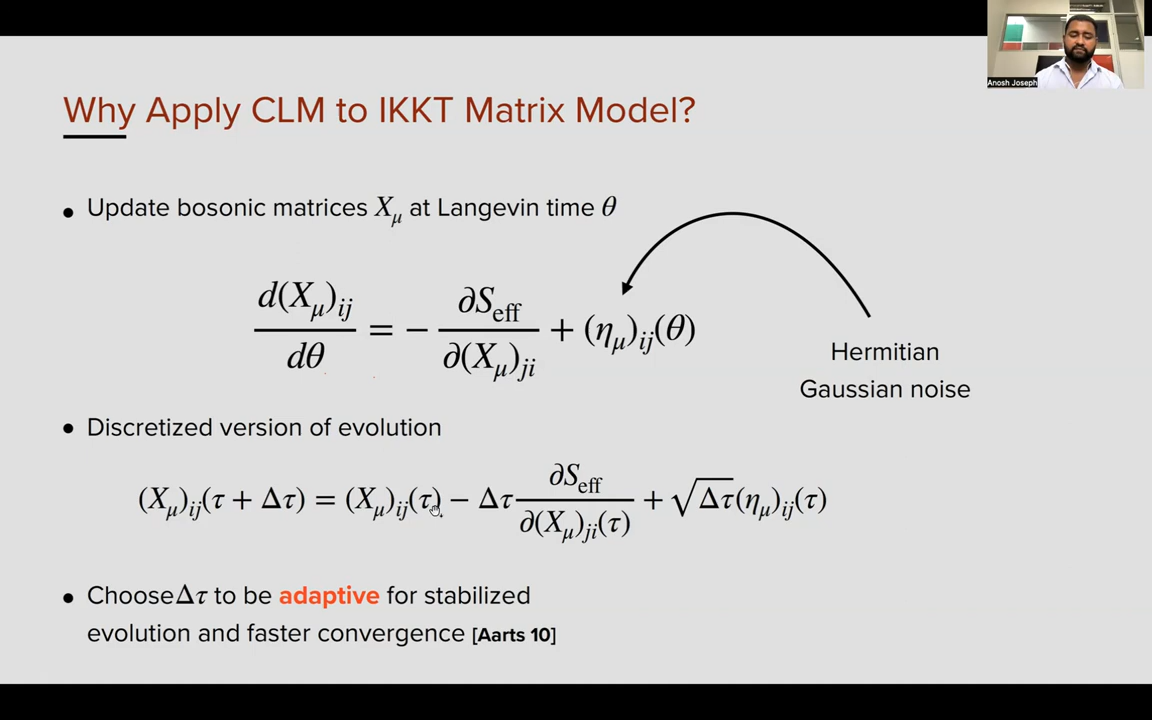 Anosh Joseph
Why Apply CLM to IKKT Matrix Model?
• Update bosonic matrices X_μ at Langevin time θ
d(X_μ)_ij / dθ = − ∂S_eff / ∂(X_μ)_ji + (η_μ)_ij(θ)
Hermitian
Gaussian noise
• Discretized version of evolution
(X_μ)_ij(τ + Δτ) = (X_μ)_ij(τ) − Δτ ∂S_eff / ∂(X_μ)_ji(τ) + √Δτ(η_μ)_ij(τ)
• Choose Δτ to be adaptive for stabilized
evolution and faster convergence [Aarts 10]